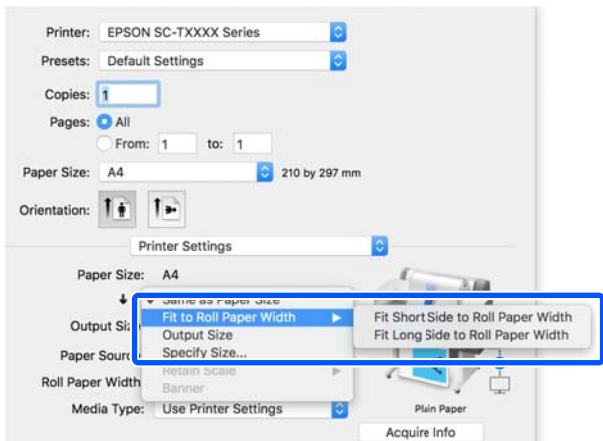 Printer: EPSON SC-TXXXX Series
Presets: Default Settings
Copies: 1
Pages: All
From: 1 to: 1
Paper Size: A4 210 by 297 mm
Orientation:
Printer Settings
Paper Size: A4
Same as Paper Size
Fit to Roll Paper Width
Fit Short Side to Roll Paper Width
Fit Long Side to Roll Paper Width
Output Size
Paper
Specify Size...
Retain Scale
Roll Paper Width
Banner
Media Type: Use Printer Settings
Plain Paper
Acquire Info